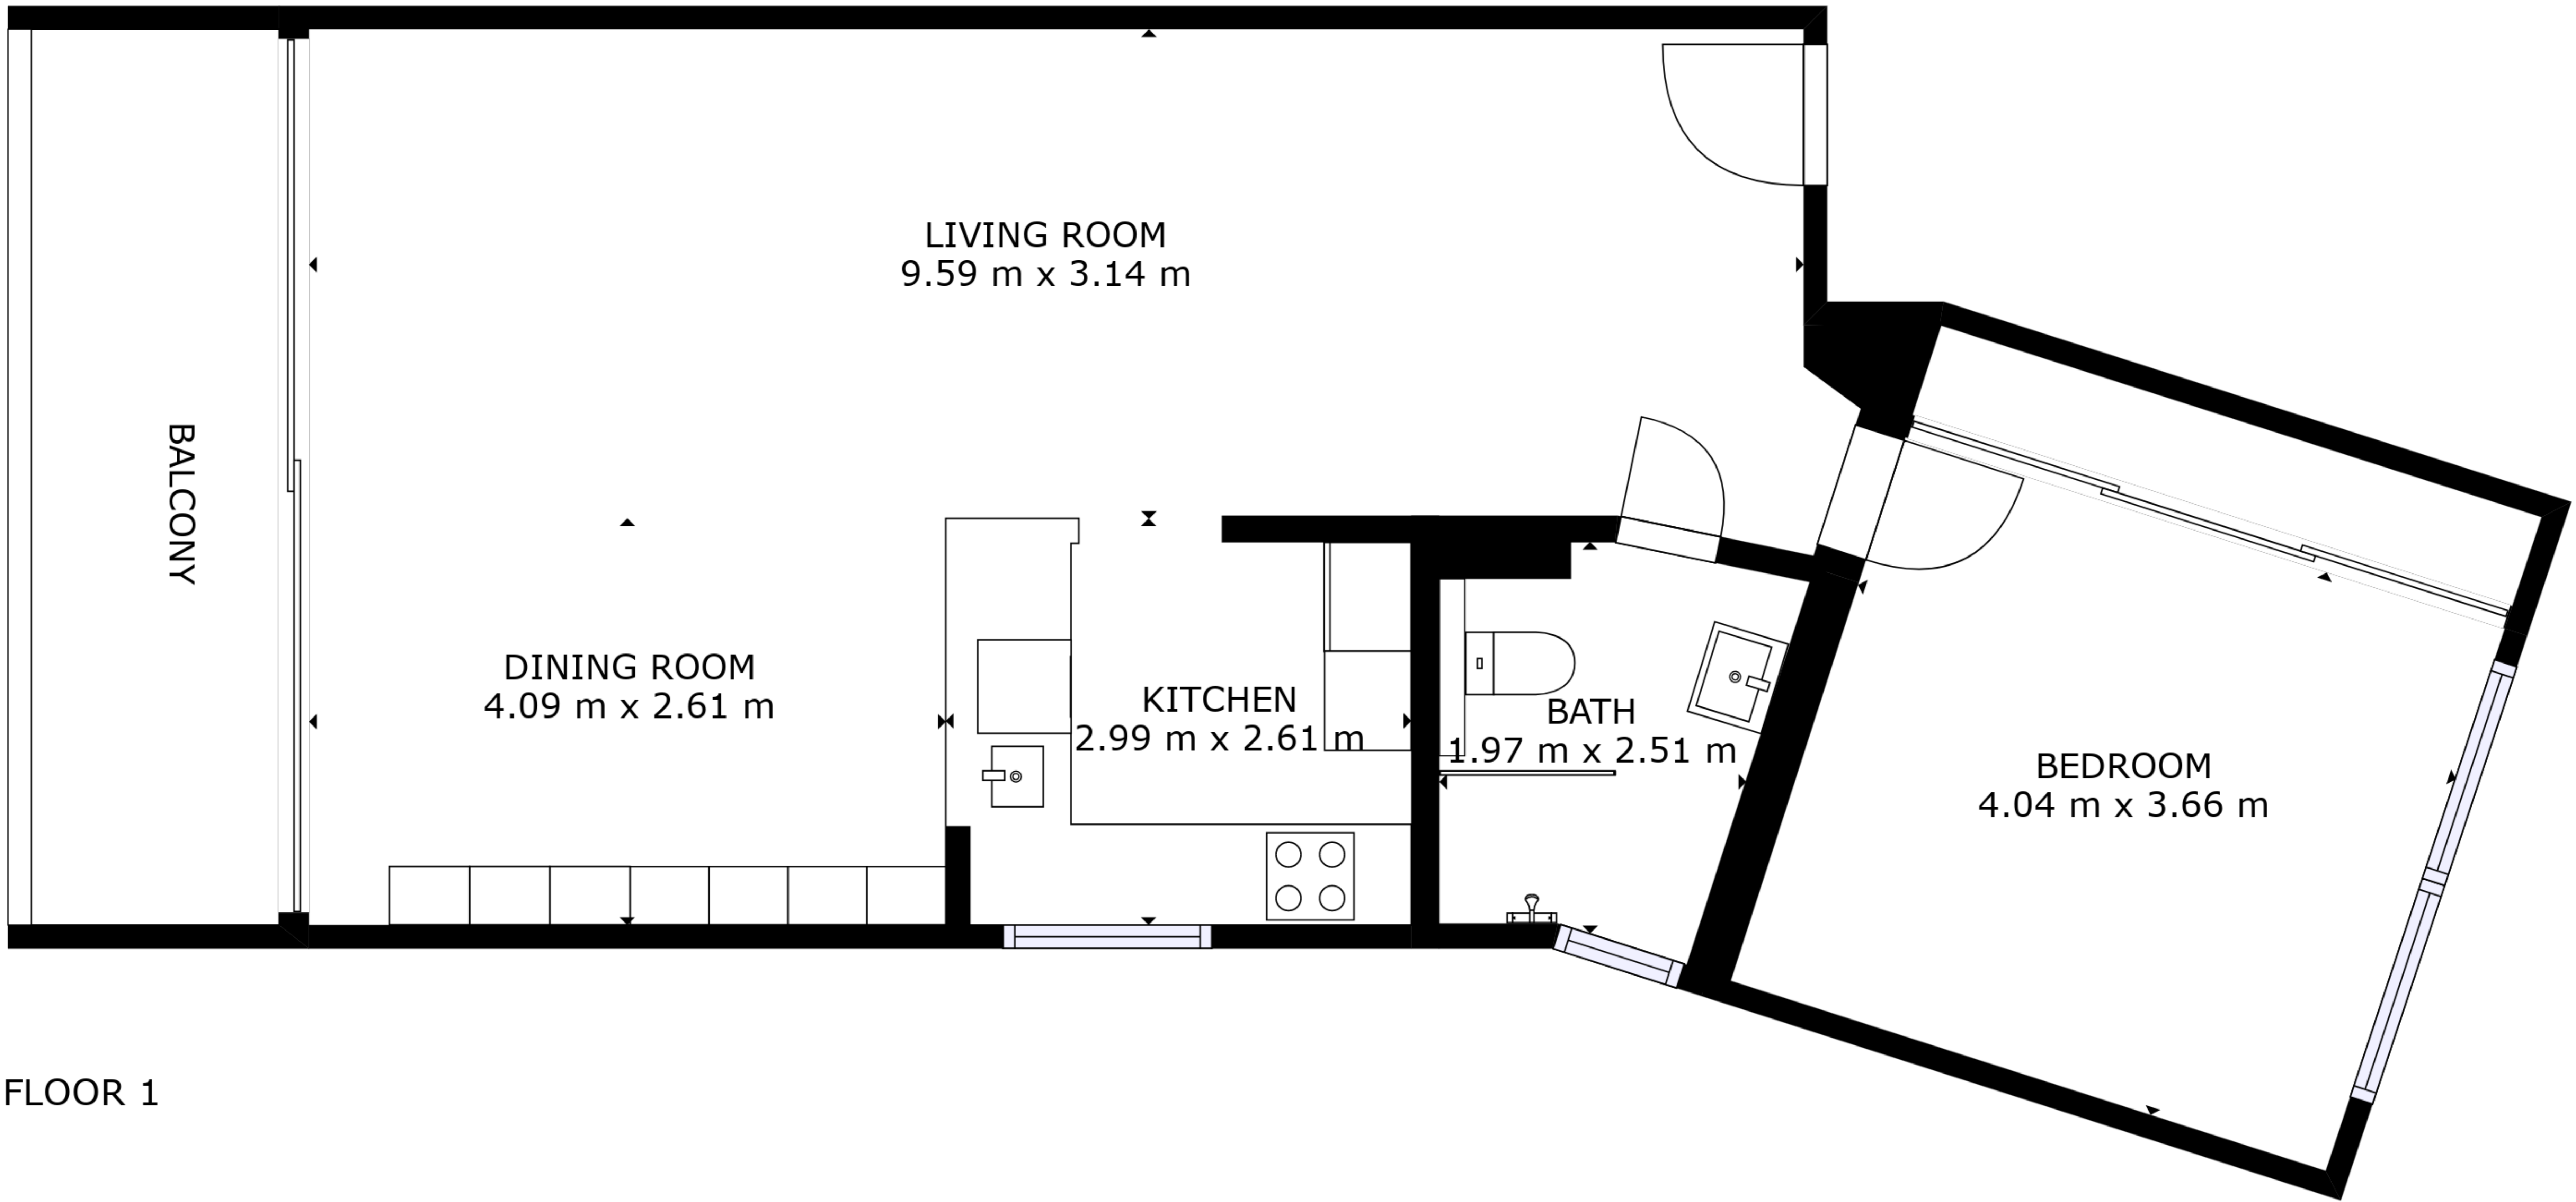 LIVING ROOM
9.59 m x 3.14 m
BALCONY
DINING ROOM
4.09 m x 2.61 m
KITCHEN
2.99 m x 2.61 m
BATH
1.97 m x 2.51 m
BEDROOM
4.04 m x 3.66 m
FLOOR 1